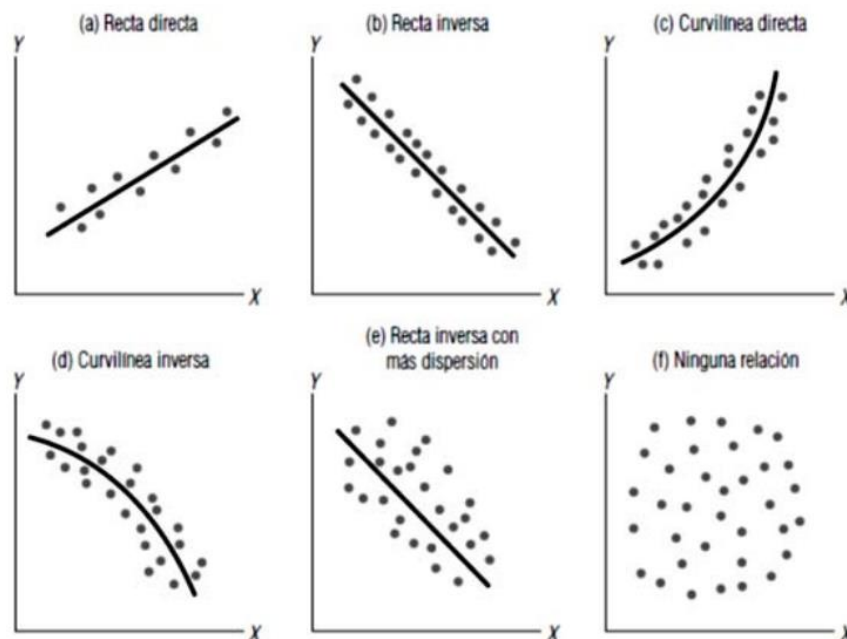 (a) Recta directa
Y
X
(b) Recta inversa
Y
X
(c) Curvilínea directa
Y
X
(d) Curvilínea inversa
Y
X
(e) Recta inversa con
más dispersión
Y
X
(f) Ninguna relación
Y
X